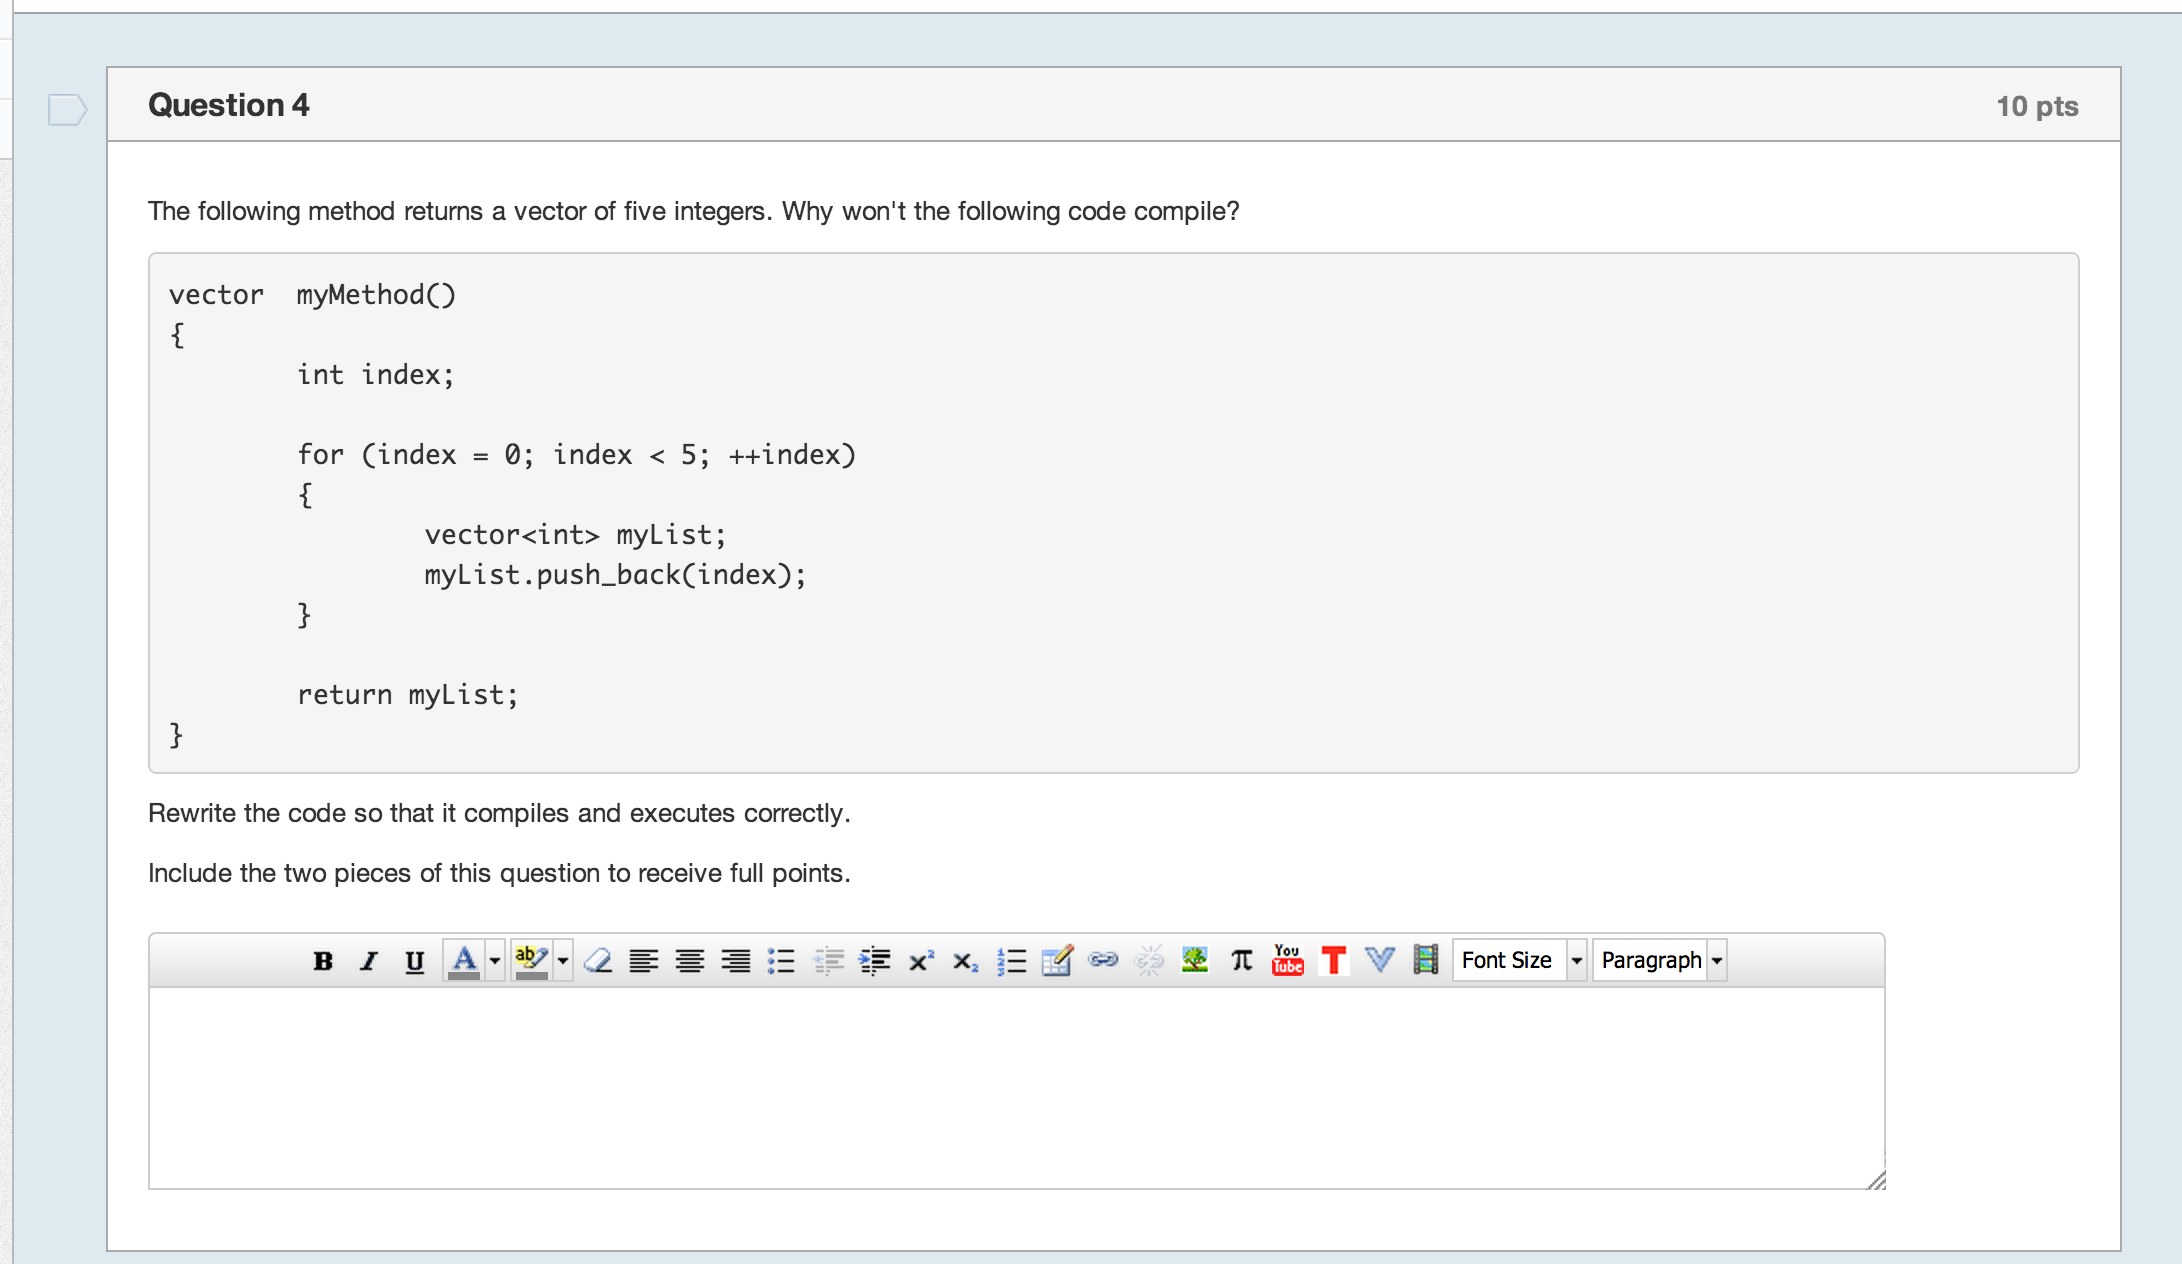 Question 4
10 pts
The following method returns a vector of five integers. Why won't the following code compile?
vector  myMethod()
{
        int index;

        for (index = 0; index < 5; ++index)
        {
                vector<int> myList;
                myList.push_back(index);
        }

        return myList;
}
Rewrite the code so that it compiles and executes correctly.
Include the two pieces of this question to receive full points.
B I U A ab x² x₂ π You Tube T V Font Size Paragraph